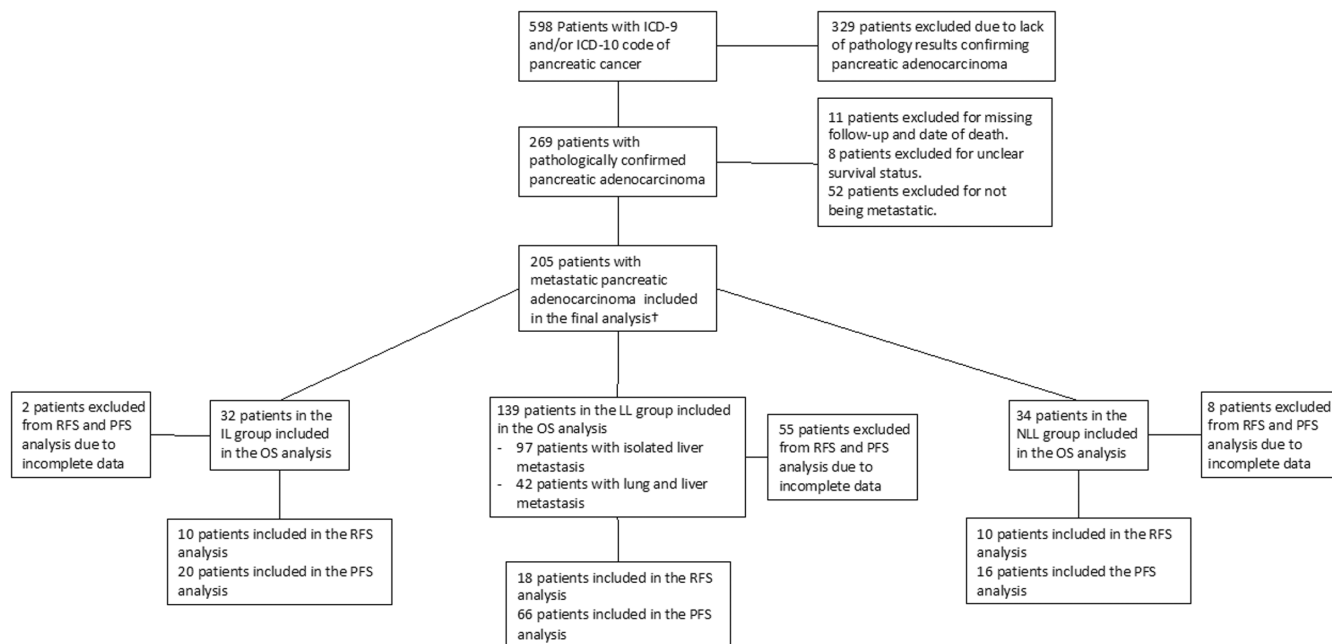 598 Patients with ICD-9
and/or ICD-10 code of
pancreatic cancer
329 patients excluded due to lack
of pathology results confirming
pancreatic adenocarcinoma
269 patients with
pathologically confirmed
pancreatic adenocarcinoma
11 patients excluded for missing
follow-up and date of death.
8 patients excluded for unclear
survival status.
52 patients excluded for not
being metastatic.
205 patients with
metastatic pancreatic
adenocarcinoma included
in the final analysis†
2 patients excluded
from RFS and PFS
analysis due to
incomplete data
32 patients in the
IL group included
in the OS analysis
139 patients in the LL group included
in the OS analysis
- 97 patients with isolated liver
metastasis
- 42 patients with lung and liver
metastasis
55 patients excluded
from RFS and PFS
analysis due to
incomplete data
34 patients in the
NLL group included
in the OS analysis
8 patients excluded
from RFS and PFS
analysis due to
incomplete data
10 patients included in the RFS
analysis
20 patients included in the PFS
analysis
18 patients included in the RFS
analysis
66 patients included in the PFS
analysis
10 patients included in the RFS
analysis
16 patients included the PFS
analysis